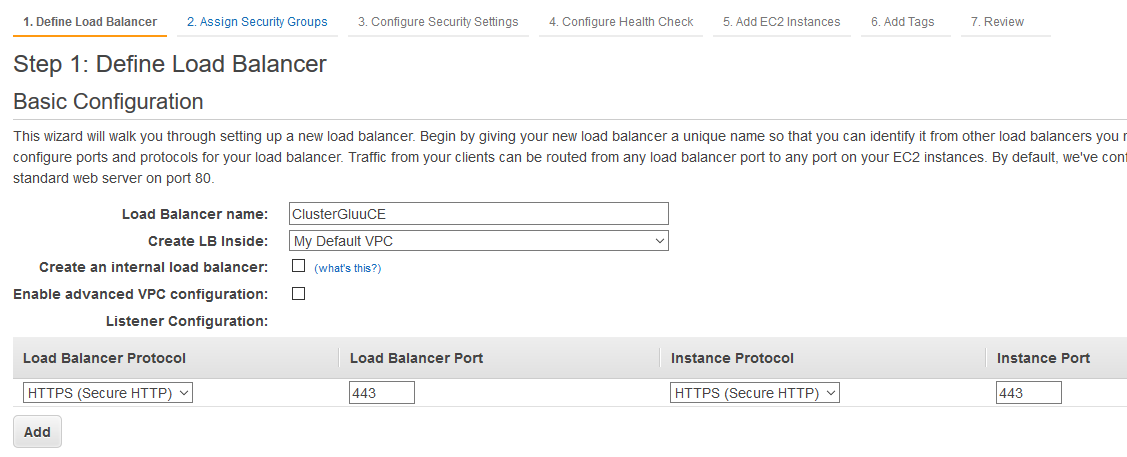 1. Define Load Balancer 2. Assign Security Groups 3. Configure Security Settings 4. Configure Health Check 5. Add EC2 Instances 6. Add Tags 7. Review
Step 1: Define Load Balancer
Basic Configuration
This wizard will walk you through setting up a new load balancer. Begin by giving your new load balancer a unique name so that you can identify it from other load balancers you
configure ports and protocols for your load balancer. Traffic from your clients can be routed from any load balancer port to any port on your EC2 instances. By default, we've
standard web server on port 80.
Load Balancer name: ClusterGluuCE
Create LB Inside: My Default VPC
Create an internal load balancer: (what's this?)
Enable advanced VPC configuration:
Listener Configuration:
Load Balancer Protocol Load Balancer Port Instance Protocol Instance Port
HTTPS (Secure HTTP) 443 HTTPS (Secure HTTP) 443
Add